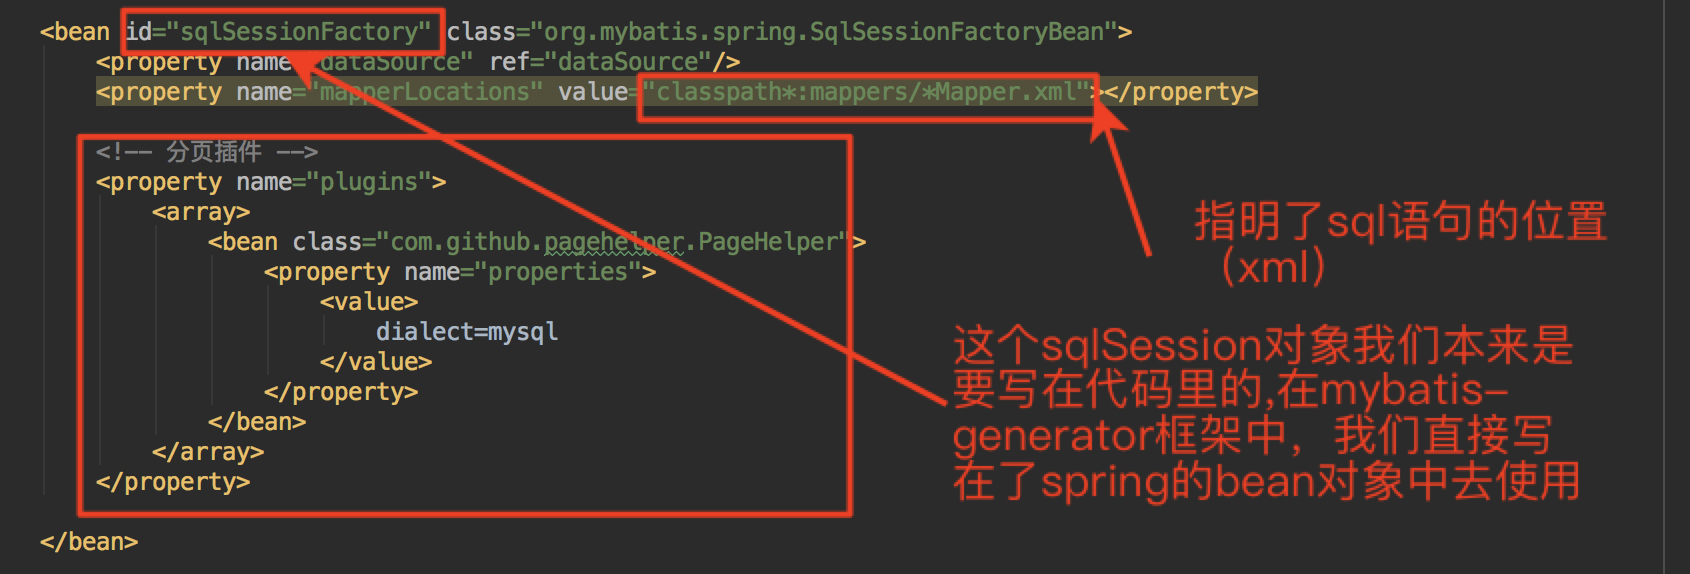 <bean id="sqlSessionFactory" class="org.mybatis.spring.SqlSessionFactoryBean">
<property name="dataSource" ref="dataSource"/>
<property name="mapperLocations" value="classpath*:mappers/*Mapper.xml"></property>
<!-- 分页插件 -->
<property name="plugins">
<array>
<bean class="com.github.pagehelper.PageHelper">
<property name="properties">
<value>
dialect=mysql
</value>
</property>
</bean>
</array>
</property>
</bean>
指明了sql语句的位置
（xml）
这个sqlSession对象我们本来是
要写在代码里的,在mybatis-
generator框架中，我们直接写
在了spring的bean对象中去使用